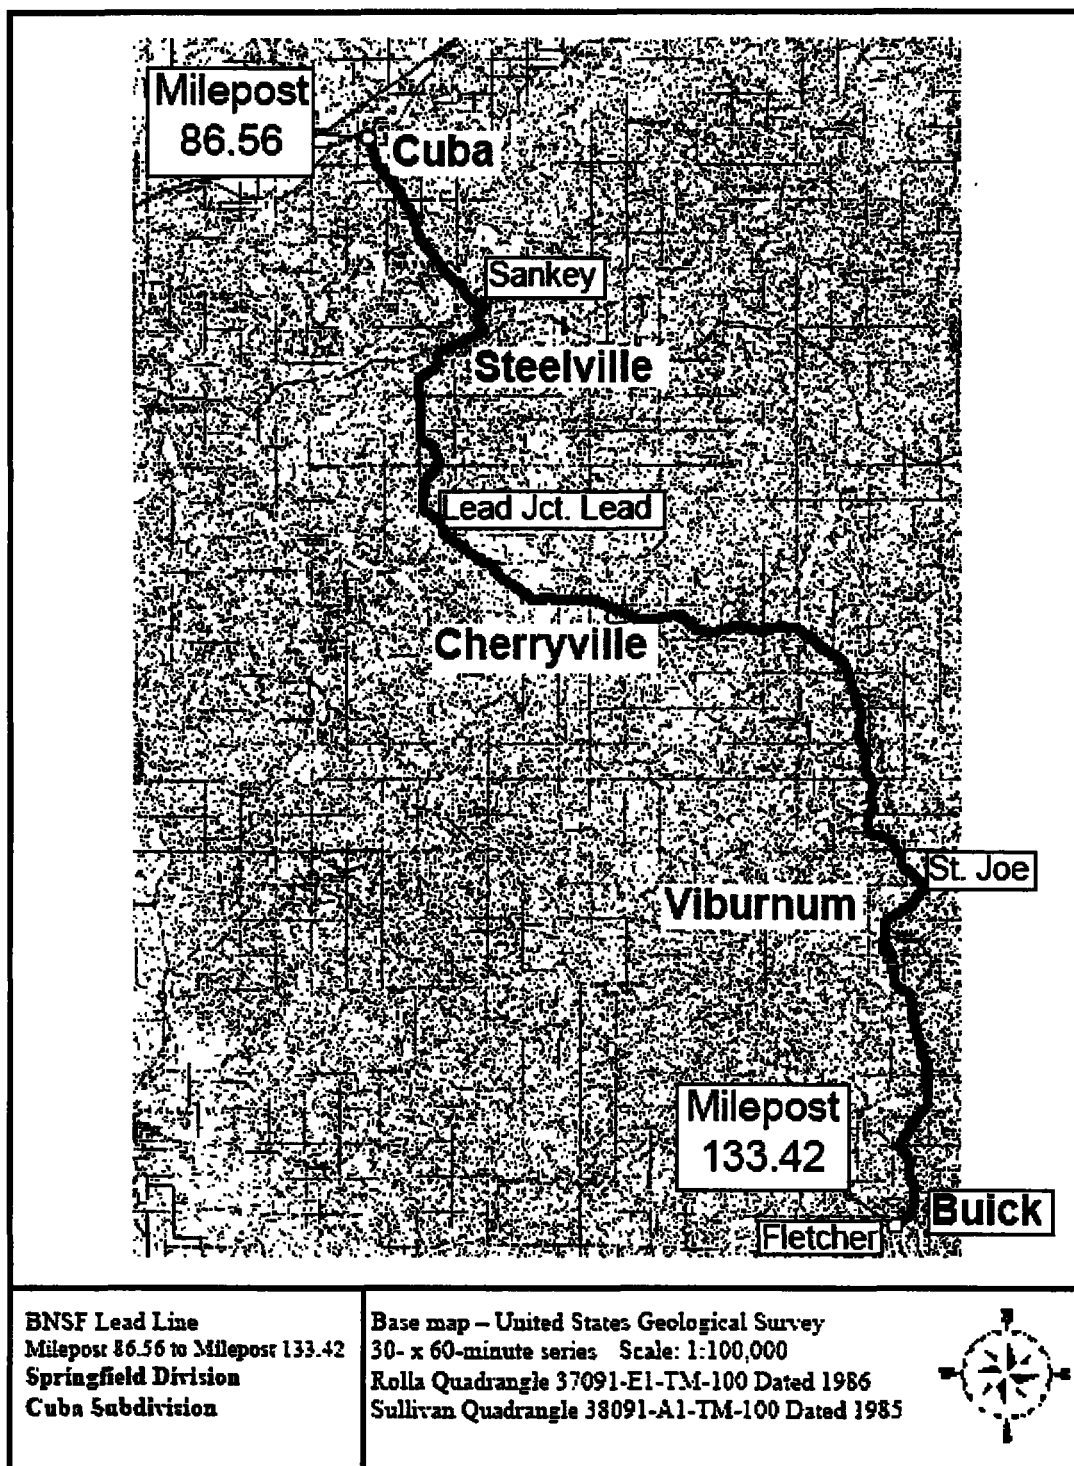 Milepost
86.56
Cuba
Sankey
Steelville
Lead Jct. Lead
Cherryville
St. Joe
Viburnum
Milepost
133.42
Buick
Fletcher
BNSF Lead Line
Milepost 86.56 to Milepost 133.42
Springfield Division
Cuba Subdivision
Base map – United States Geological Survey
30- x 60-minute series Scale: 1:100,000
Rolla Quadrangle 37091-E1-TM-100 Dated 1986
Sullivan Quadrangle 38091-A1-TM-100 Dated 1985